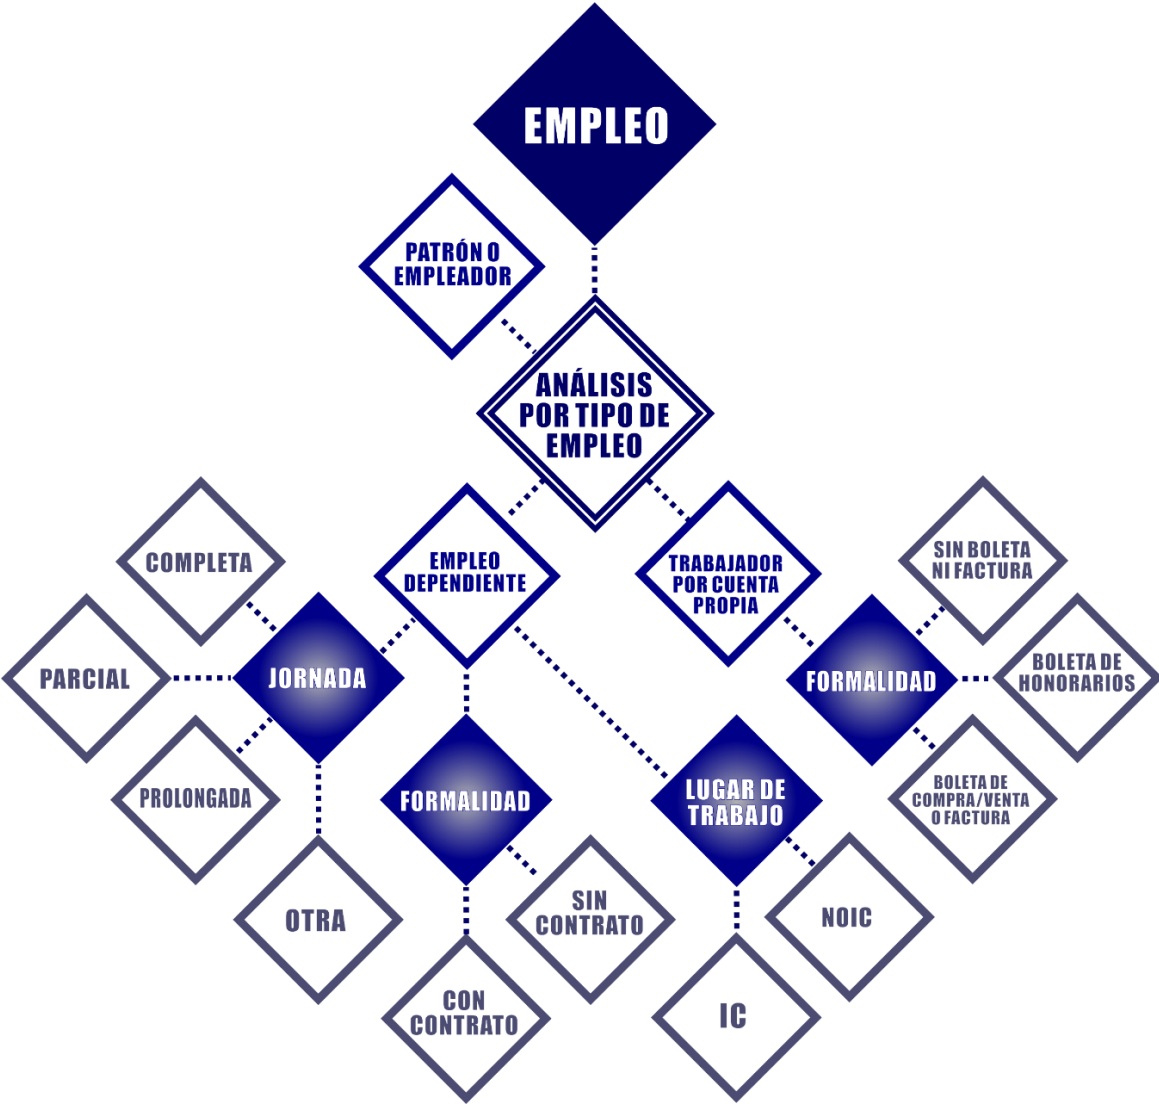 EMPLEO
PATRÓN O
EMPLEADOR
ANÁLISIS
POR TIPO DE
EMPLEO
EMPLEO
DEPENDIENTE
TRABAJADOR
POR CUENTA
PROPIA
COMPLETA
PARCIAL
JORNADA
PROLONGADA
OTRA
FORMALIDAD
SIN
CONTRATO
CON
CONTRATO
LUGAR DE
TRABAJO
NOIC
IC
FORMALIDAD
SIN BOLETA
NI FACTURA
BOLETA DE
HONORARIOS
BOLETA DE
COMPRA/VENTA
O FACTURA